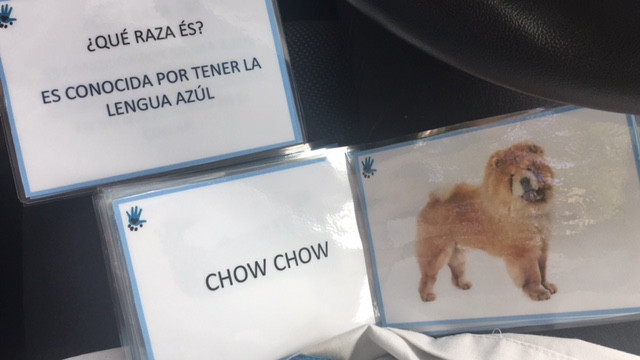 ¿QUÉ RAZA ÉS?
ES CONOCIDA POR TENER LA
LENGUA AZÚL
CHOW CHOW